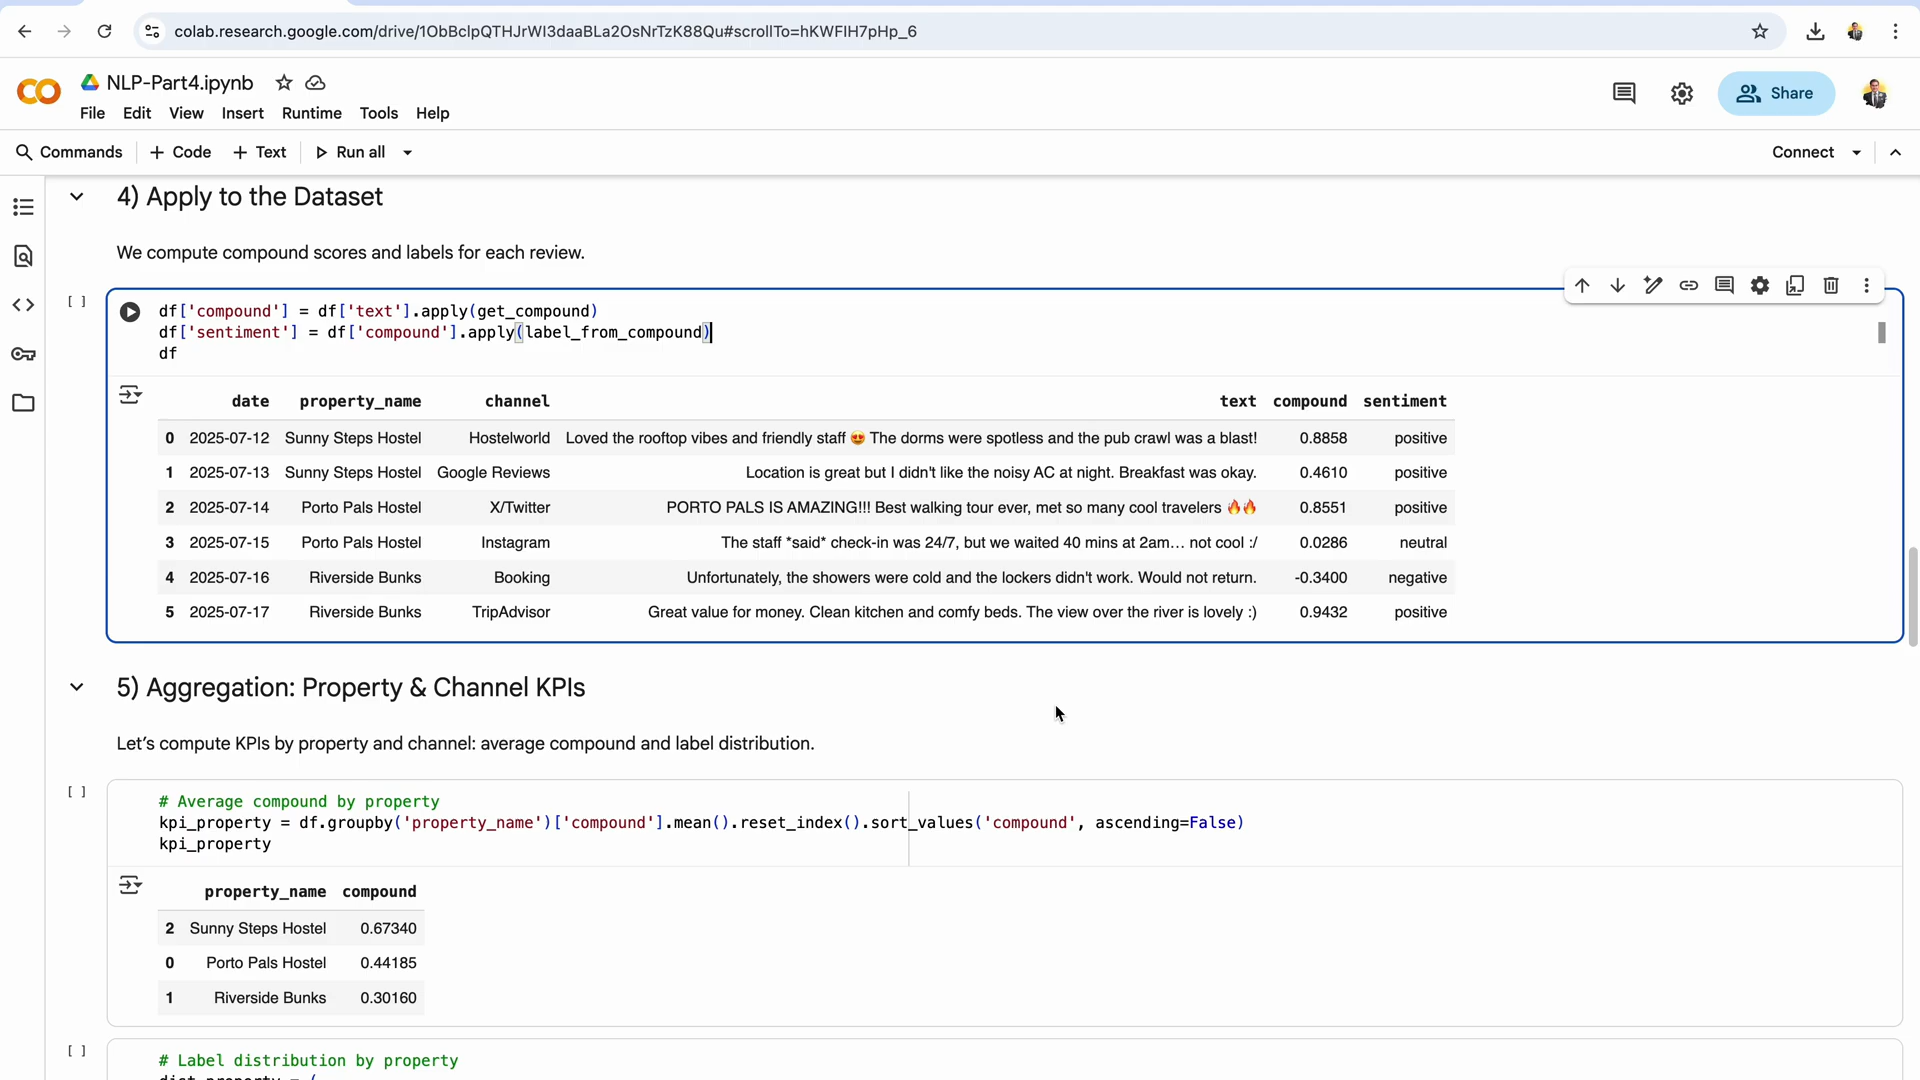 colab.research.google.com/drive/1ObBclpQTHJrWI3daaBLa2OsNrTzK88Qu#scrollTo=hKWFlH7pHp_6
NLP-Part4.ipynb
File Edit View Insert Runtime Tools Help
Share
Commands + Code + Text Run all
Connect
4) Apply to the Dataset
We compute compound scores and labels for each review.
[ ]
df['compound'] = df['text'].apply(get_compound)
df['sentiment'] = df['compound'].apply(label_from_compound)
df
date property_name channel text compound sentiment
0 2025-07-12 Sunny Steps Hostel Hostelworld Loved the rooftop vibes and friendly staff 😍 The dorms were spotless and the pub crawl was a blast! 0.8858 positive
1 2025-07-13 Sunny Steps Hostel Google Reviews Location is great but I didn't like the noisy AC at night. Breakfast was okay. 0.4610 positive
2 2025-07-14 Porto Pals Hostel X/Twitter PORTO PALS IS AMAZING!!! Best walking tour ever, met so many cool travelers 🔥🔥 0.8551 positive
3 2025-07-15 Porto Pals Hostel Instagram The staff *said* check-in was 24/7, but we waited 40 mins at 2am… not cool :/ 0.0286 neutral
4 2025-07-16 Riverside Bunks Booking Unfortunately, the showers were cold and the lockers didn't work. Would not return. -0.3400 negative
5 2025-07-17 Riverside Bunks TripAdvisor Great value for money. Clean kitchen and comfy beds. The view over the river is lovely :) 0.9432 positive
5) Aggregation: Property & Channel KPIs
Let's compute KPIs by property and channel: average compound and label distribution.
[ ]
# Average compound by property
kpi_property = df.groupby('property_name')['compound'].mean().reset_index().sort_values('compound', ascending=False)
kpi_property
property_name compound
2 Sunny Steps Hostel 0.67340
0 Porto Pals Hostel 0.44185
1 Riverside Bunks 0.30160
[ ]
# Label distribution by property
dist_property = (